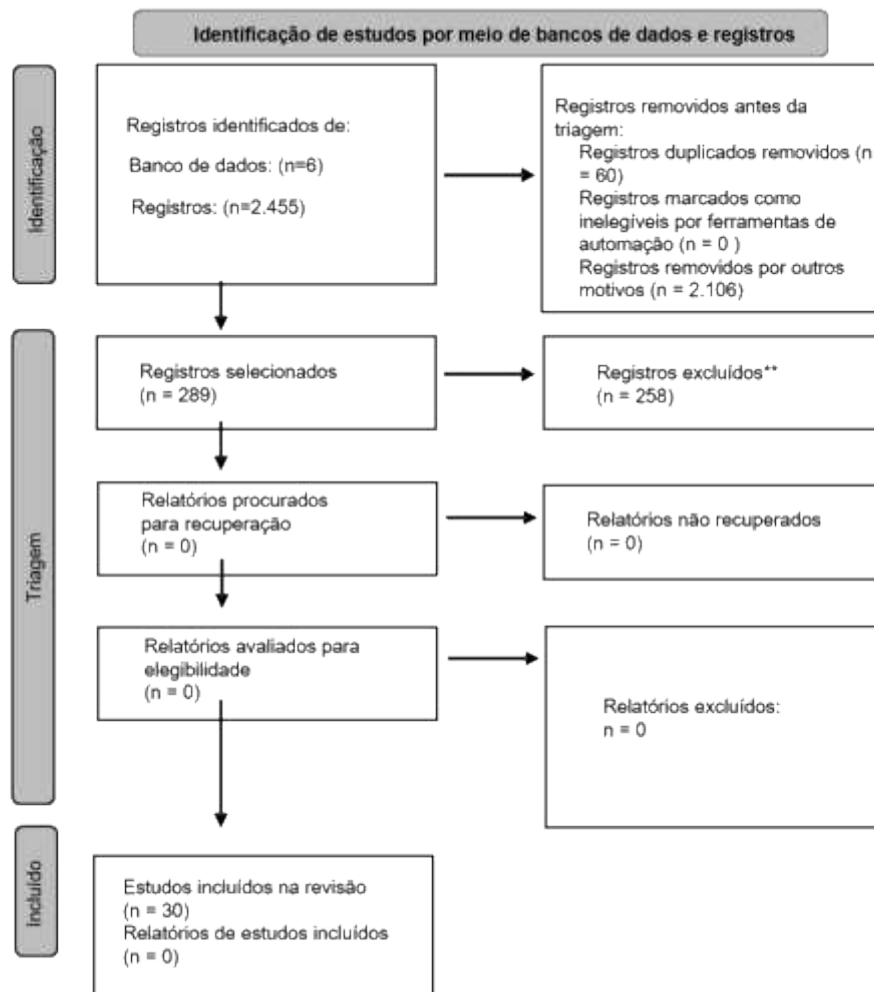 Identificação de estudos por meio de bancos de dados e registros
Identificação
Registros identificados de:
Banco de dados: (n=6)
Registros: (n=2.455)
Registros removidos antes da
triagem:
Registros duplicados removidos (n
= 60)
Registros marcados como
inelegíveis por ferramentas de
automação (n = 0 )
Registros removidos por outros
motivos (n = 2.106)
Triagem
Registros selecionados
(n = 289)
Registros excluídos**
(n = 258)
Relatórios procurados
para recuperação
(n = 0)
Relatórios não recuperados
(n = 0)
Relatórios avaliados para
elegibilidade
(n = 0)
Relatórios excluídos:
n = 0
Incluído
Estudos incluídos na revisão
(n = 30)
Relatórios de estudos incluídos
(n = 0)